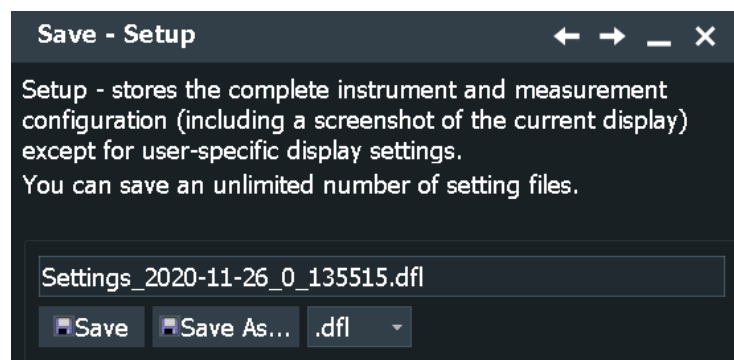 Save - Setup
Setup - stores the complete instrument and measurement
configuration (including a screenshot of the current display)
except for user-specific display settings.
You can save an unlimited number of setting files.
Settings_2020-11-26_0_135515.dfl
Save Save As... .dfl